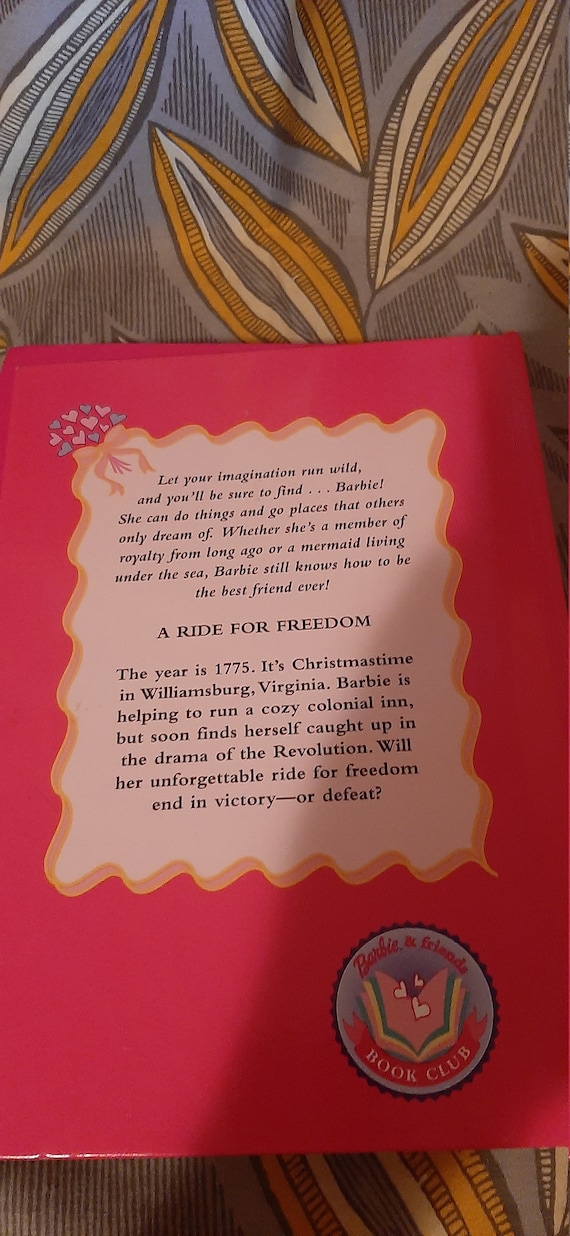 Let your imagination run wild,
and you'll be sure to find . . . Barbie!
She can do things and go places that others
only dream of. Whether she's a member of
royalty from long ago or a mermaid living
under the sea, Barbie still knows how to be
the best friend ever!
A RIDE FOR FREEDOM
The year is 1775. It's Christmastime
in Williamsburg, Virginia. Barbie is
helping to run a cozy colonial inn,
but soon finds herself caught up in
the drama of the Revolution. Will
her unforgettable ride for freedom
end in victory—or defeat?
Barbie & friends
BOOK CLUB